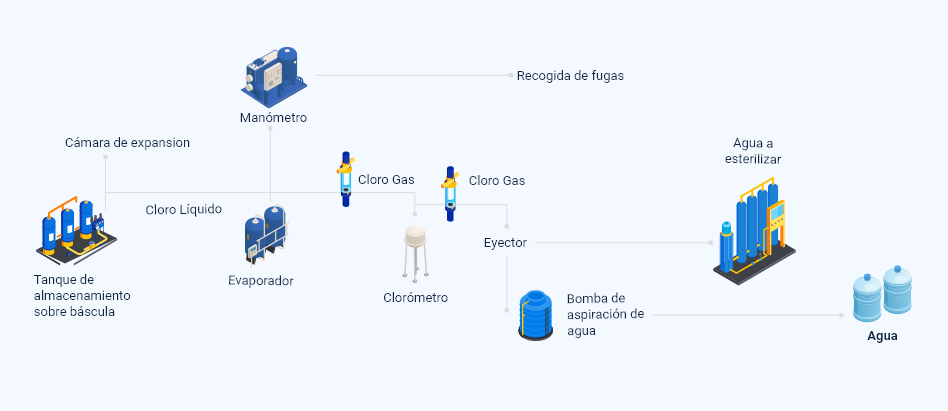 Recogida de fugas
Manómetro
Cámara de expansion
Agua a
esterilizar
Cloro Gas
Cloro Gas
Cloro Líquido
Eyector
Tanque de
almacenamiento
sobre báscula
Evaporador
Clorómetro
Bomba de
aspiración de
agua
Agua